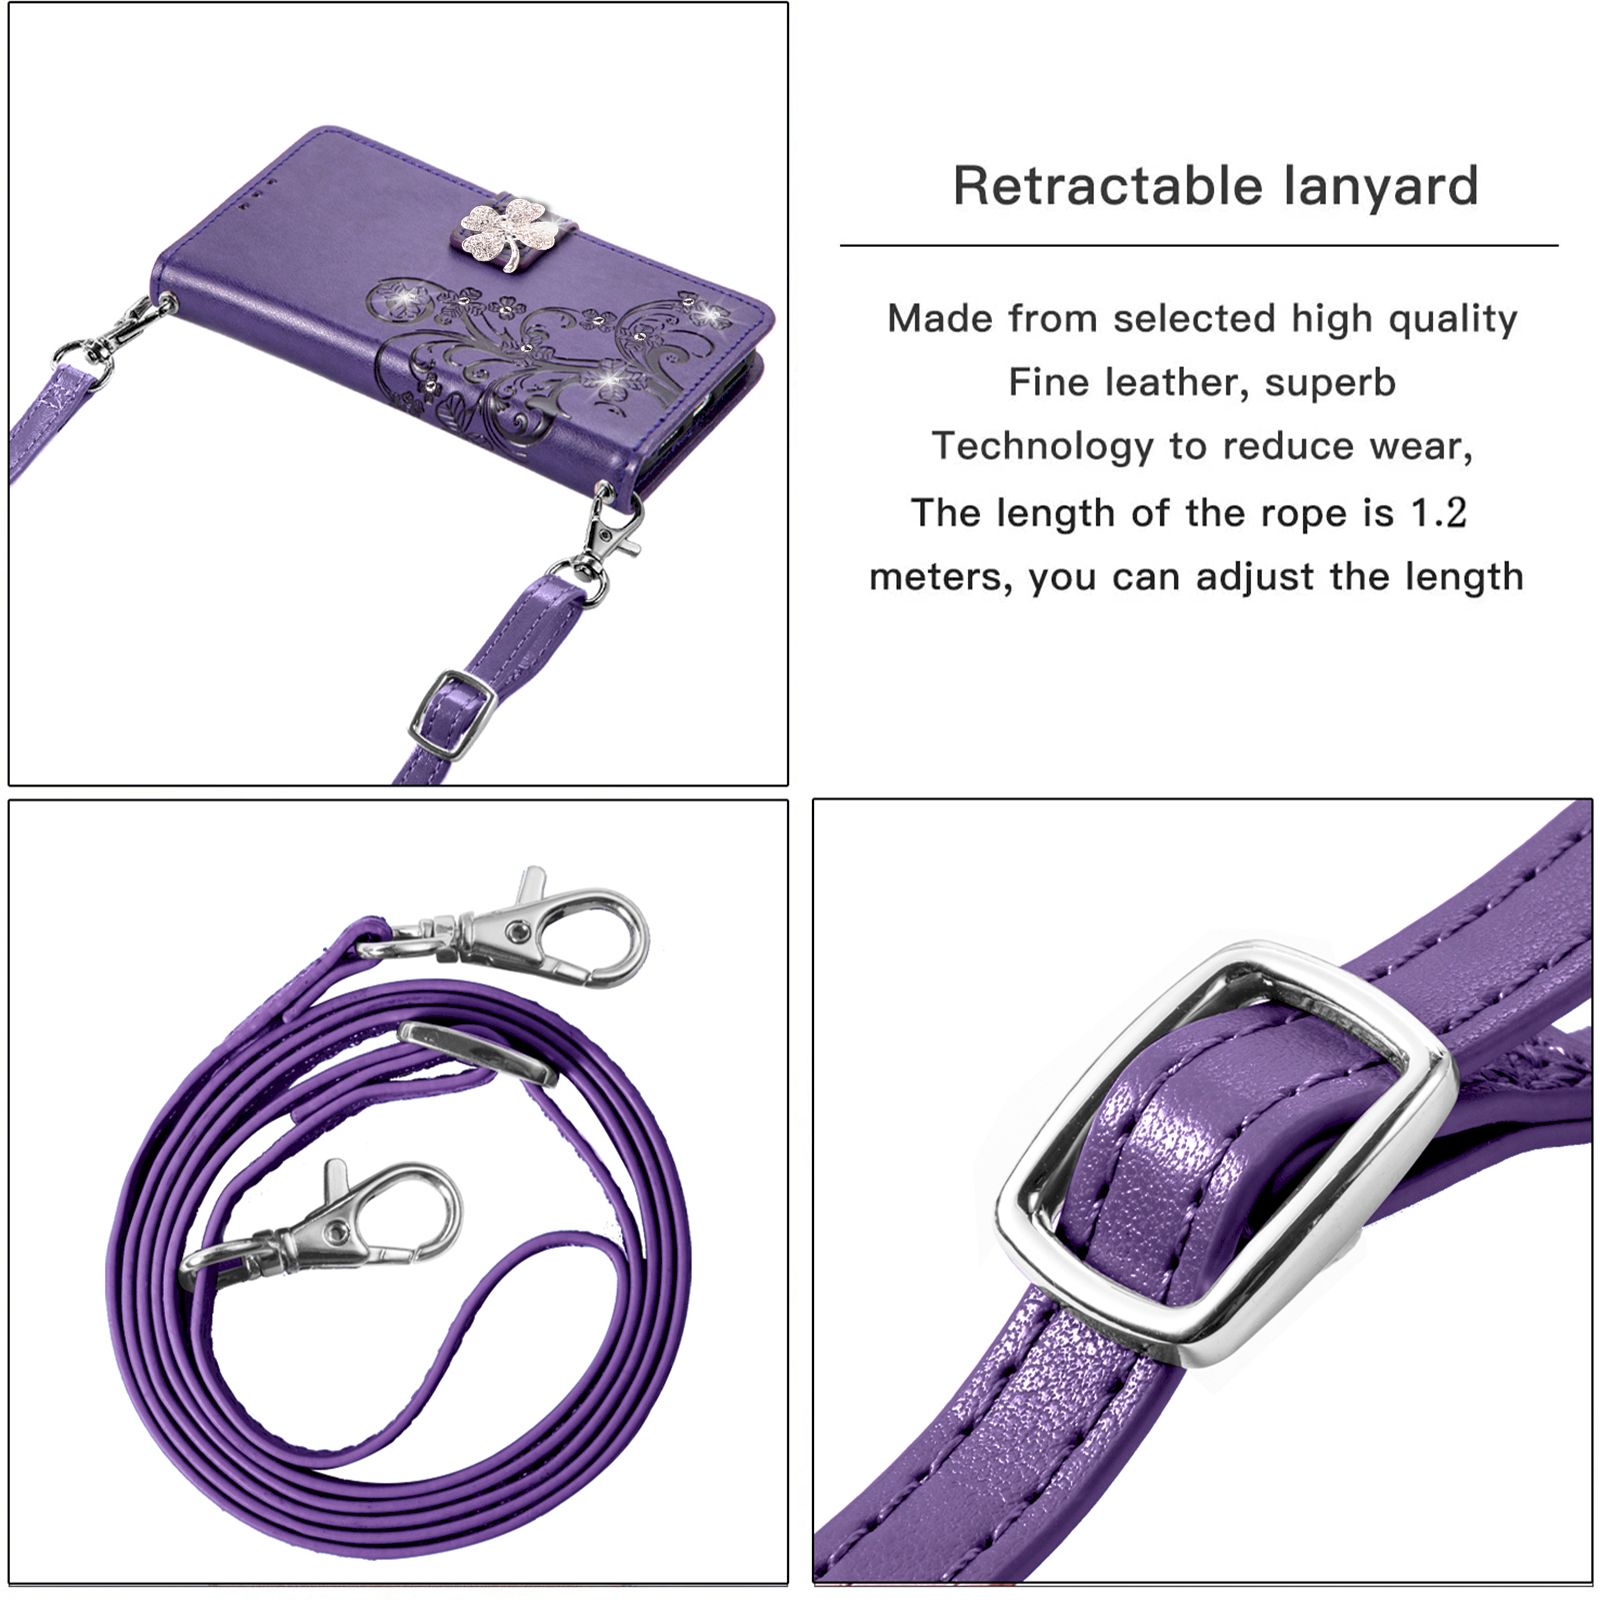 Retractable lanyard
Made from selected high quality
Fine leather, superb
Technology to reduce wear,
The length of the rope is 1.2
meters, you can adjust the length